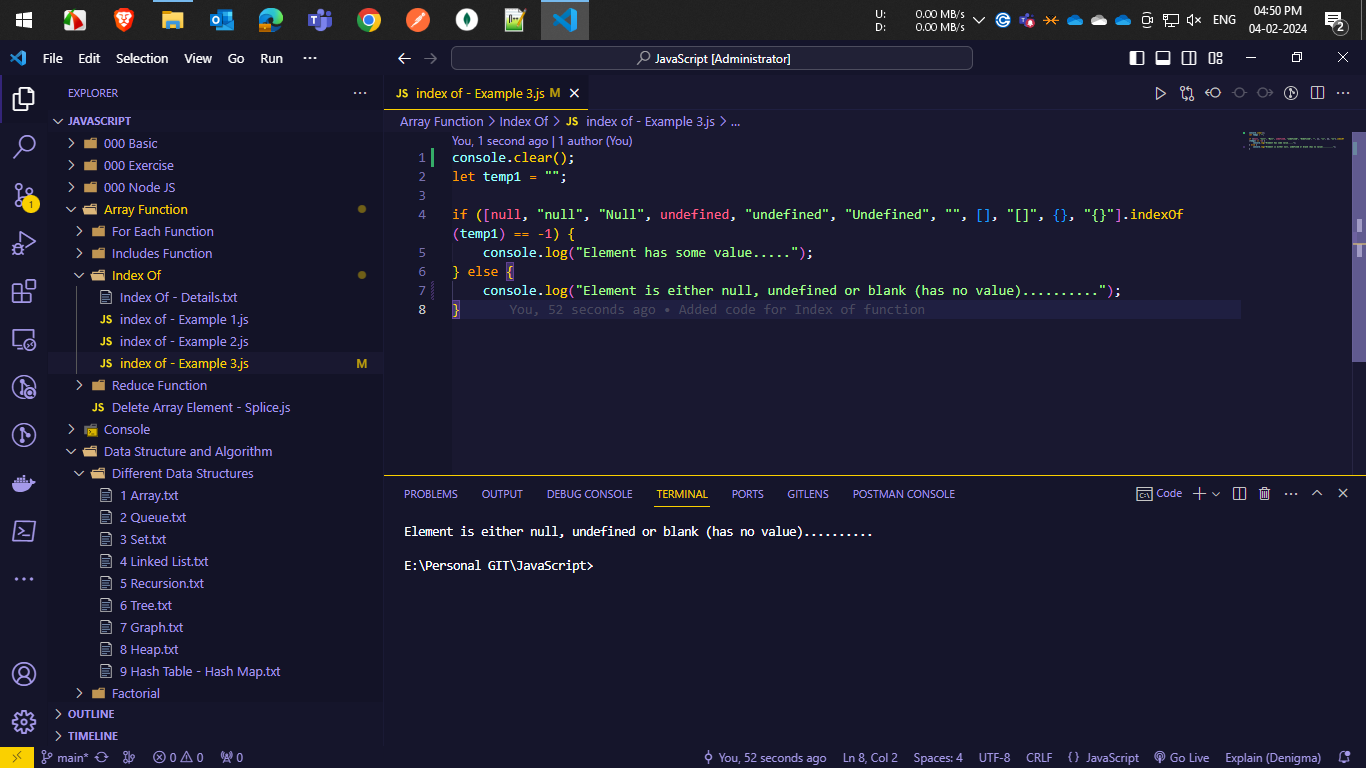 U: 0.00 MB/s
D: 0.00 MB/s
ENG
04:50 PM
04-02-2024
2
File Edit Selection View Go Run ···
JavaScript [Administrator]
EXPLORER ···
JAVASCRIPT
000 Basic
000 Exercise
000 Node JS
Array Function
For Each Function
Includes Function
Index Of
Index Of - Details.txt
JS index of - Example 1.js
JS index of - Example 2.js
JS index of - Example 3.js M
Reduce Function
JS Delete Array Element - Splice.js
Console
Data Structure and Algorithm
Different Data Structures
1 Array.txt
2 Queue.txt
3 Set.txt
4 Linked List.txt
5 Recursion.txt
6 Tree.txt
7 Graph.txt
8 Heap.txt
9 Hash Table - Hash Map.txt
Factorial
OUTLINE
TIMELINE
1
JS index of - Example 3.js M
Array Function > Index Of > JS index of - Example 3.js > ...
You, 1 second ago | 1 author (You)
1 console.clear();
2 let temp1 = "";
3
4 if ([null, "null", "Null", undefined, "undefined", "Undefined", "", [], "[]", {}, "{}"].indexOf
(temp1) == -1) {
5 console.log("Element has some value.....");
6 } else {
7 console.log("Element is either null, undefined or blank (has no value)..........");
8 } You, 52 seconds ago • Added code for Index of function
PROBLEMS OUTPUT DEBUG CONSOLE TERMINAL PORTS GITLENS POSTMAN CONSOLE
Code
Element is either null, undefined or blank (has no value)..........
E:\Personal GIT\JavaScript>
main* 0 0 0
You, 52 seconds ago Ln 8, Col 2 Spaces: 4 UTF-8 CRLF {} JavaScript Go Live Explain (Denigma)